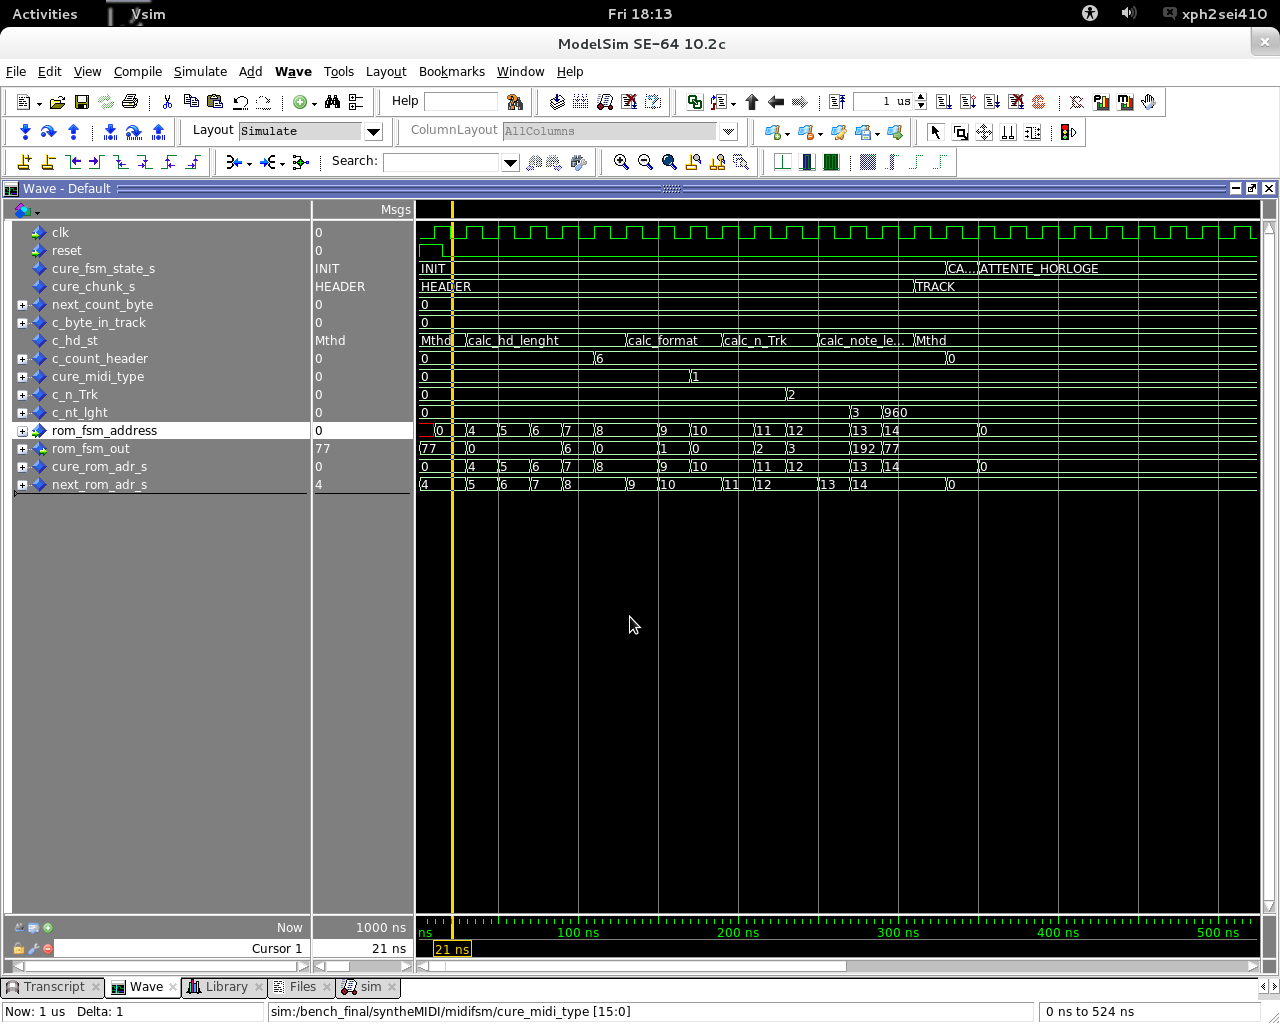 Activities Vsim Fri 18:13 xph2sei410
ModelSim SE-64 10.2c
File Edit View Compile Simulate Add Wave Tools Layout Bookmarks Window Help
Help 1 us
Layout Simulate ColumnLayout AllColumns
Search:
Wave - Default
Msgs
clk 0
reset 0
cure_fsm_state_s INIT INIT CA... ATTENTE_HORLOGE
cure_chunk_s HEADER HEADER TRACK
next_count_byte 0 0
c_byte_in_track 0 0
c_hd_st Mthd Mthd calc_hd_lenght calc_format calc_n_Trk calc_note_le... Mthd
c_count_header 0 0 6 0
cure_midi_type 0 0 1
c_n_Trk 0 0 2
c_nt_lght 0 0 3 960
rom_fsm_address 0 0 4 5 6 7 8 9 10 11 12 13 14 0
rom_fsm_out 77 77 0 6 0 1 0 2 3 192 77
cure_rom_adr_s 0 0 4 5 6 7 8 9 10 11 12 13 14 0
next_rom_adr_s 4 4 5 6 7 8 9 10 11 12 13 14 0
Now 1000 ns ns 100 ns 200 ns 300 ns 400 ns 500 ns
Cursor 1 21 ns 21 ns
Transcript Wave Library Files sim
Now: 1 us Delta: 1 sim:/bench_final/syntheMIDI/midifsm/cure_midi_type [15:0] 0 ns to 524 ns